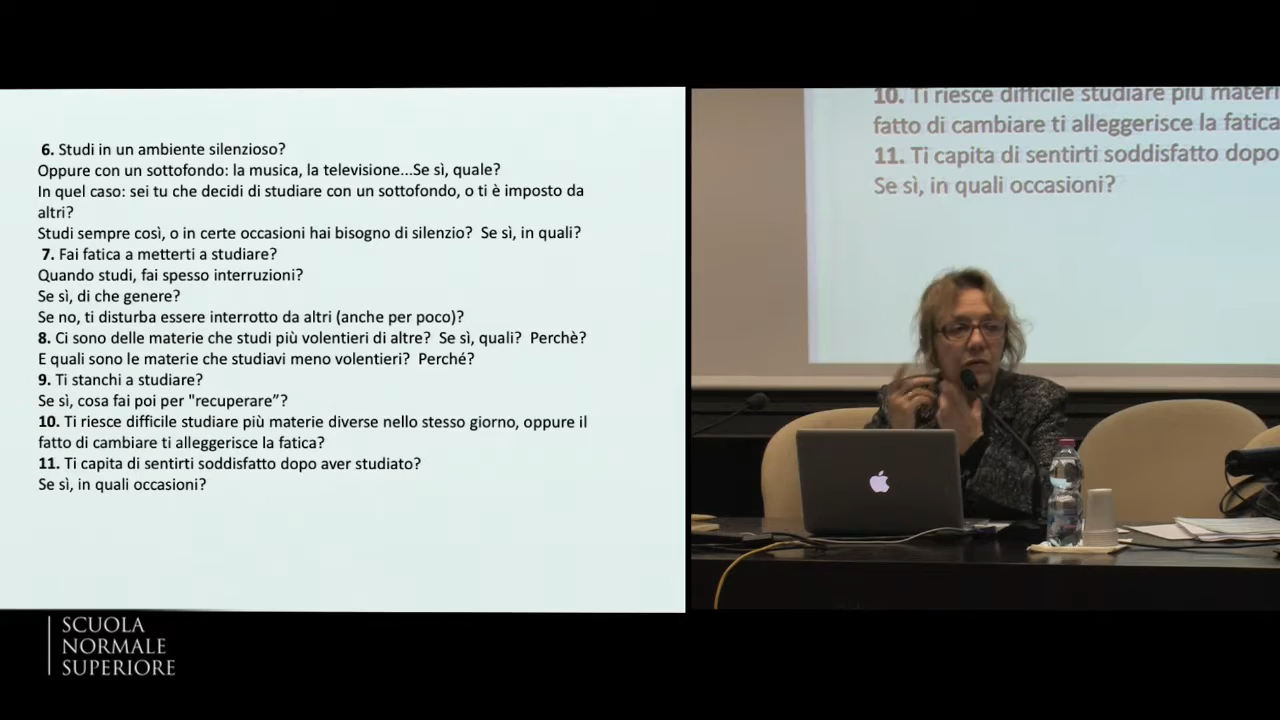 6. Studi in un ambiente silenzioso?
Oppure con un sottofondo: la musica, la televisione...Se sì, quale?
In quel caso: sei tu che decidi di studiare con un sottofondo, o ti è imposto da
altri?
Studi sempre così, o in certe occasioni hai bisogno di silenzio?  Se sì, in quali?
7. Fai fatica a metterti a studiare?
Quando studi, fai spesso interruzioni?
Se sì, di che genere?
Se no, ti disturba essere interrotto da altri (anche per poco)?
8. Ci sono delle materie che studi più volentieri di altre?  Se sì, quali?  Perchè?
E quali sono le materie che studiavi meno volentieri?  Perché?
9. Ti stanchi a studiare?
Se sì, cosa fai poi per "recuperare”?
10. Ti riesce difficile studiare più materie diverse nello stesso giorno, oppure il
fatto di cambiare ti alleggerisce la fatica?
11. Ti capita di sentirti soddisfatto dopo aver studiato?
Se sì, in quali occasioni?
10. Ti riesce difficile studiare più materi
fatto di cambiare ti alleggerisce la fatica
11. Ti capita di sentirti soddisfatto dopo
Se sì, in quali occasioni?
SCUOLA
NORMALE
SUPERIORE